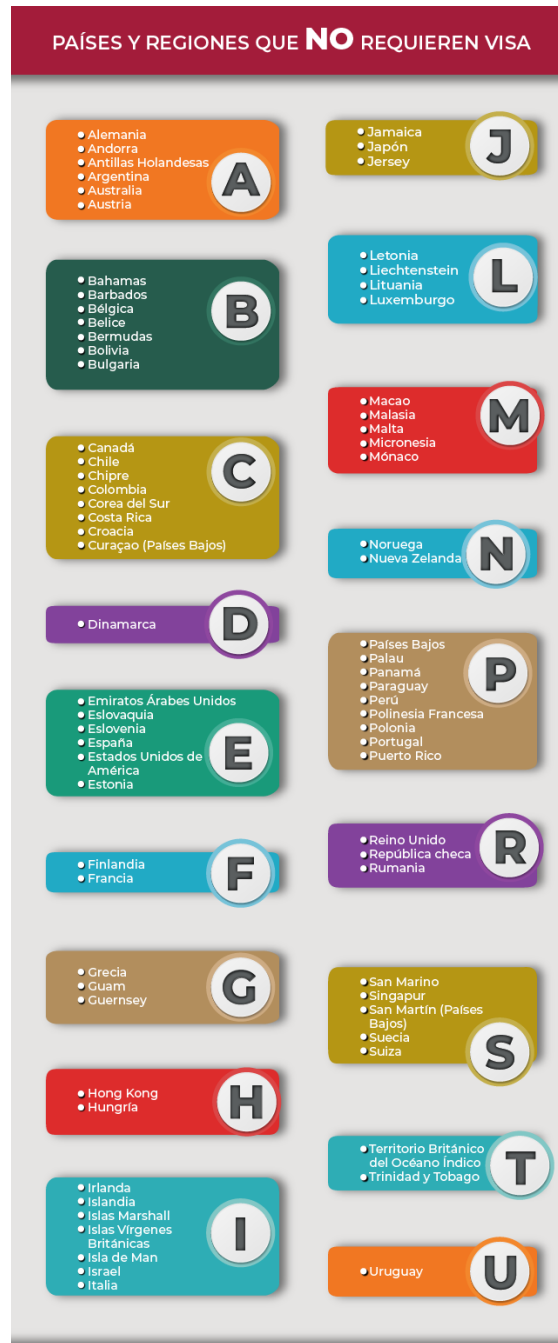 PAÍSES Y REGIONES QUE NO REQUIEREN VISA
A
Alemania
Andorra
Antillas Holandesas
Argentina
Australia
Austria
B
Bahamas
Barbados
Bélgica
Belice
Bermudas
Bolivia
Bulgaria
C
Canadá
Chile
Chipre
Colombia
Corea del Sur
Costa Rica
Croacia
Curaçao (Países Bajos)
D
Dinamarca
E
Emiratos Árabes Unidos
Eslovaquia
Eslovenia
España
Estados Unidos de
América
Estonia
F
Finlandia
Francia
G
Grecia
Guam
Guernsey
H
Hong Kong
Hungría
I
Irlanda
Islandia
Islas Marshall
Islas Vírgenes
Británicas
Isla de Man
Israel
Italia
J
Jamaica
Japón
Jersey
L
Letonia
Liechtenstein
Lituania
Luxemburgo
M
Macao
Malasia
Malta
Micronesia
Mónaco
N
Noruega
Nueva Zelanda
P
Países Bajos
Palau
Panamá
Paraguay
Perú
Polinesia Francesa
Polonia
Portugal
Puerto Rico
R
Reino Unido
República checa
Rumania
S
San Marino
Singapur
San Martín (Países
Bajos)
Suecia
Suiza
T
Territorio Británico
del Océano Índico
Trinidad y Tobago
U
Uruguay